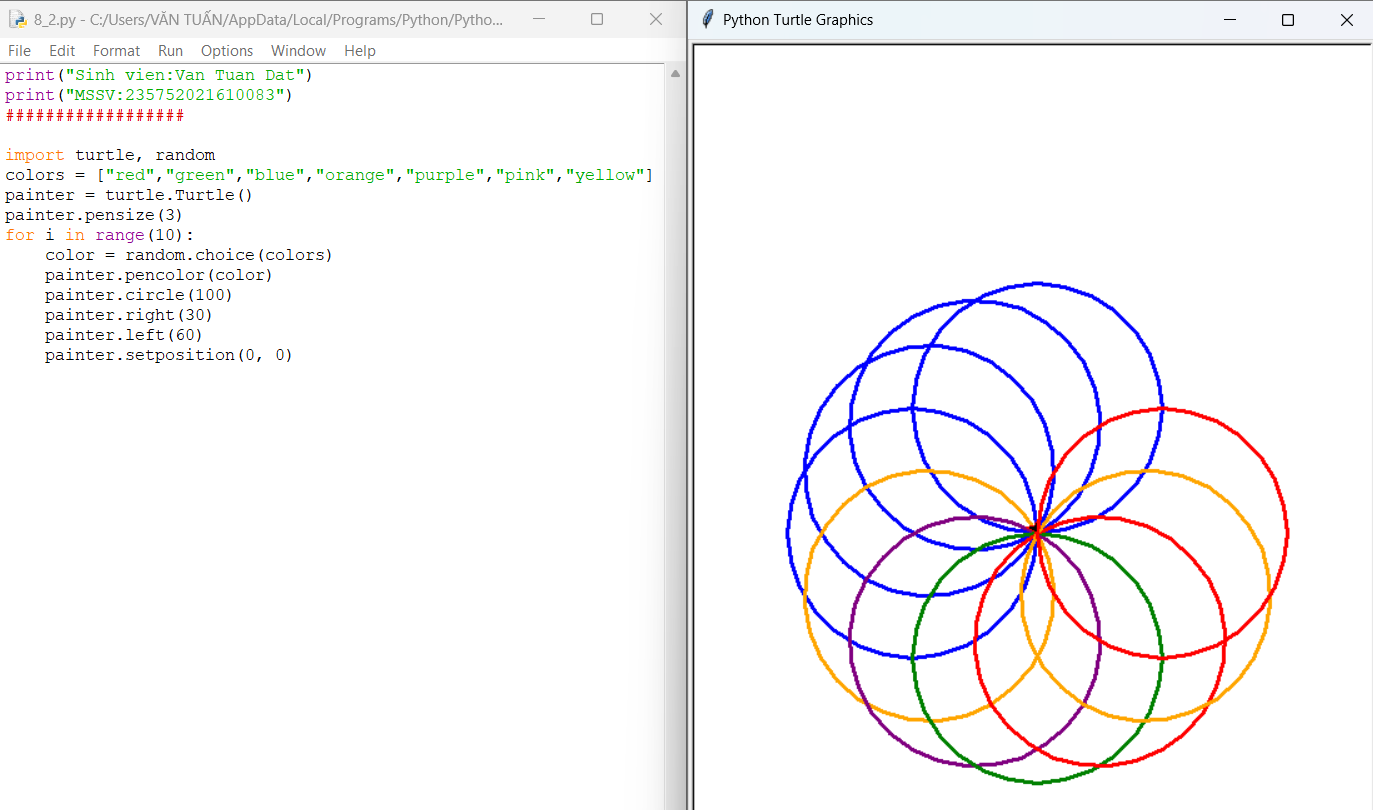 8_2.py - C:/Users/VĂN TUẤN/AppData/Local/Programs/Python/Pytho...
File Edit Format Run Options Window Help
print("Sinh vien:Van Tuan Dat")
print("MSSV:235752021610083")
##################
import turtle, random
colors = ["red","green","blue","orange","purple","pink","yellow"]
painter = turtle.Turtle()
painter.pensize(3)
for i in range(10):
    color = random.choice(colors)
    painter.pencolor(color)
    painter.circle(100)
    painter.right(30)
    painter.left(60)
    painter.setposition(0, 0)
Python Turtle Graphics